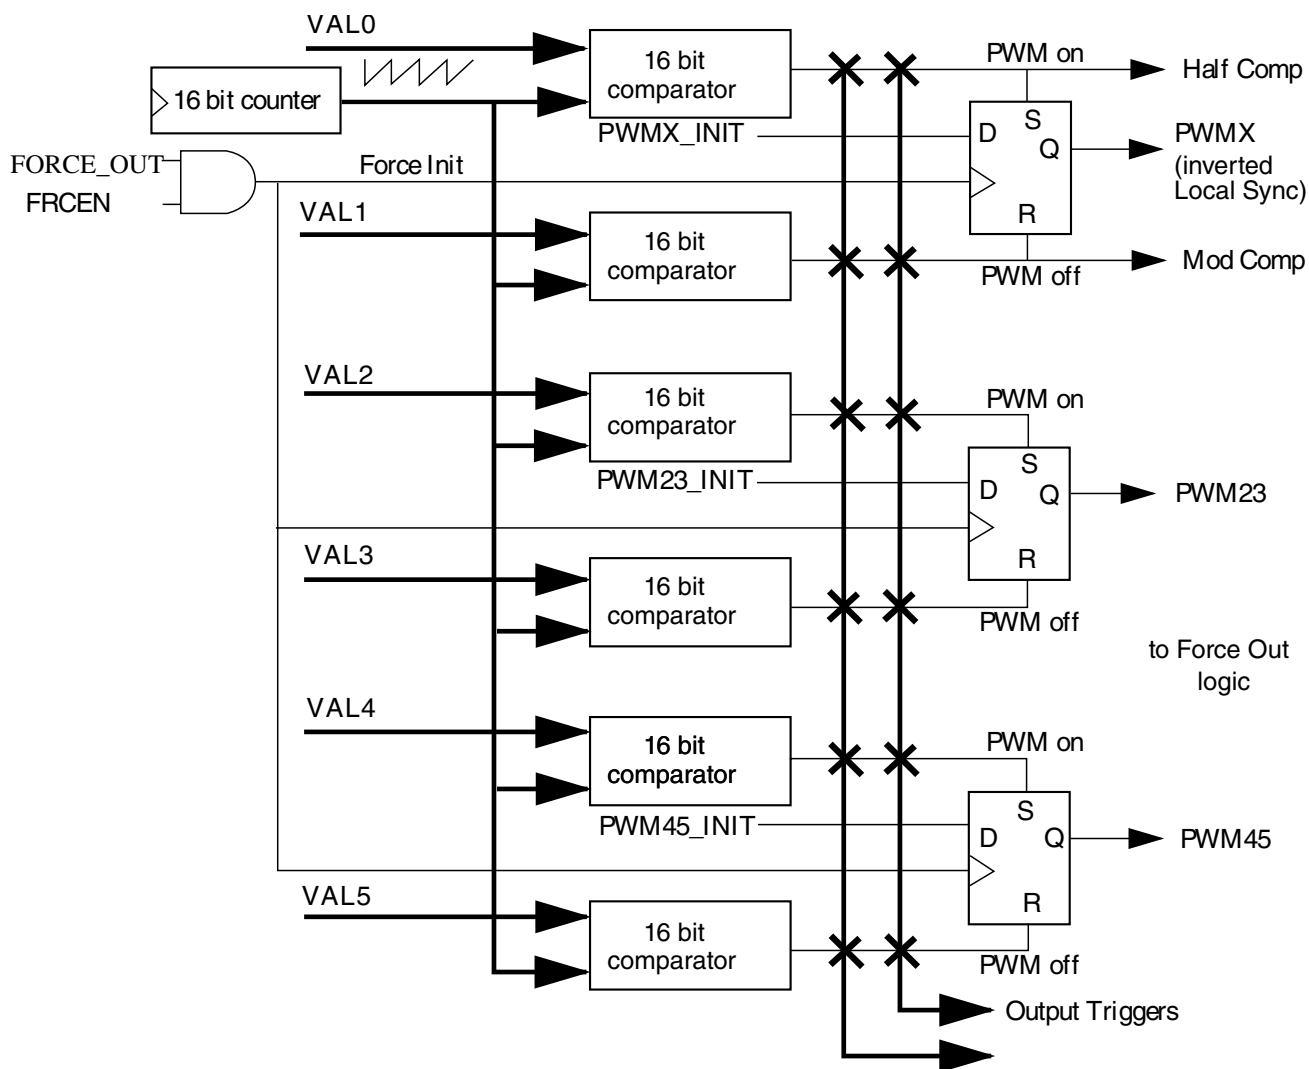 VAL0
16 bit counter
16 bit
comparator
PWM on
Half Comp
PWMX_INIT
D
S
Q
R
PWMX
(inverted
Local Sync)
FORCE_OUT
FRCEN
Force Init
VAL1
16 bit
comparator
PWM off
Mod Comp
VAL2
16 bit
comparator
PWM on
PWM23_INIT
D
S
Q
R
PWM23
VAL3
16 bit
comparator
PWM off
to Force Out
logic
VAL4
16 bit
comparator
PWM on
PWM45_INIT
D
S
Q
R
PWM45
VAL5
16 bit
comparator
PWM off
Output Triggers